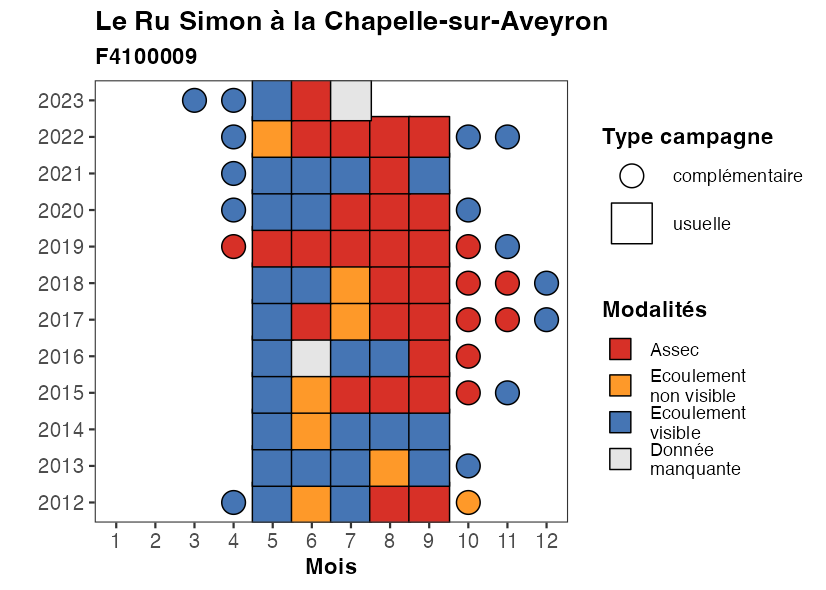 Le Ru Simon à la Chapelle-sur-Aveyron
F4100009
2023
2022
2021
2020
2019
2018
2017
2016
2015
2014
2013
2012
1 2 3 4 5 6 7 8 9 10 11 12
Mois
Type campagne
complémentaire
usuelle
Modalités
Assec
Ecoulement
non visible
Ecoulement
visible
Donnée
manquante